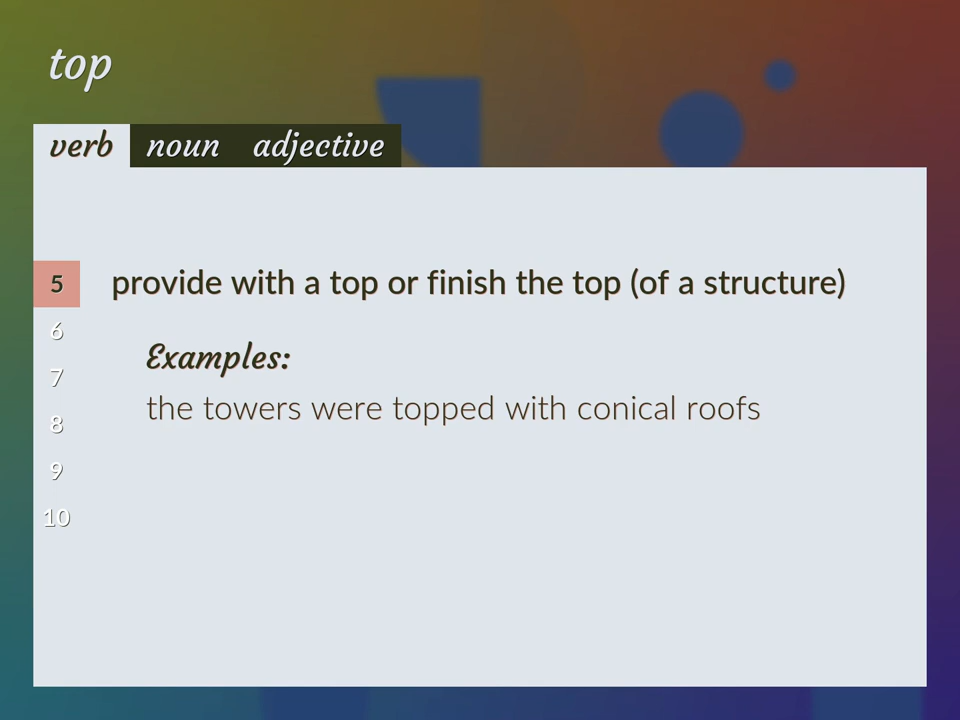 top
verb noun adjective
5 provide with a top or finish the top (of a structure)
6
Examples:
7
the towers were topped with conical roofs
8
9
10